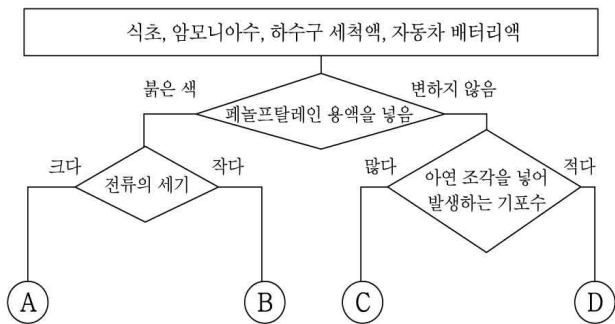 식초, 암모니아수, 하수구 세척액, 자동차 배터리액
붉은 색
변하지 않음
페놀프탈레인 용액을 넣음
크다
작다
많다
적다
전류의 세기
아연 조각을 넣어
발생하는 기포수
A
B
C
D